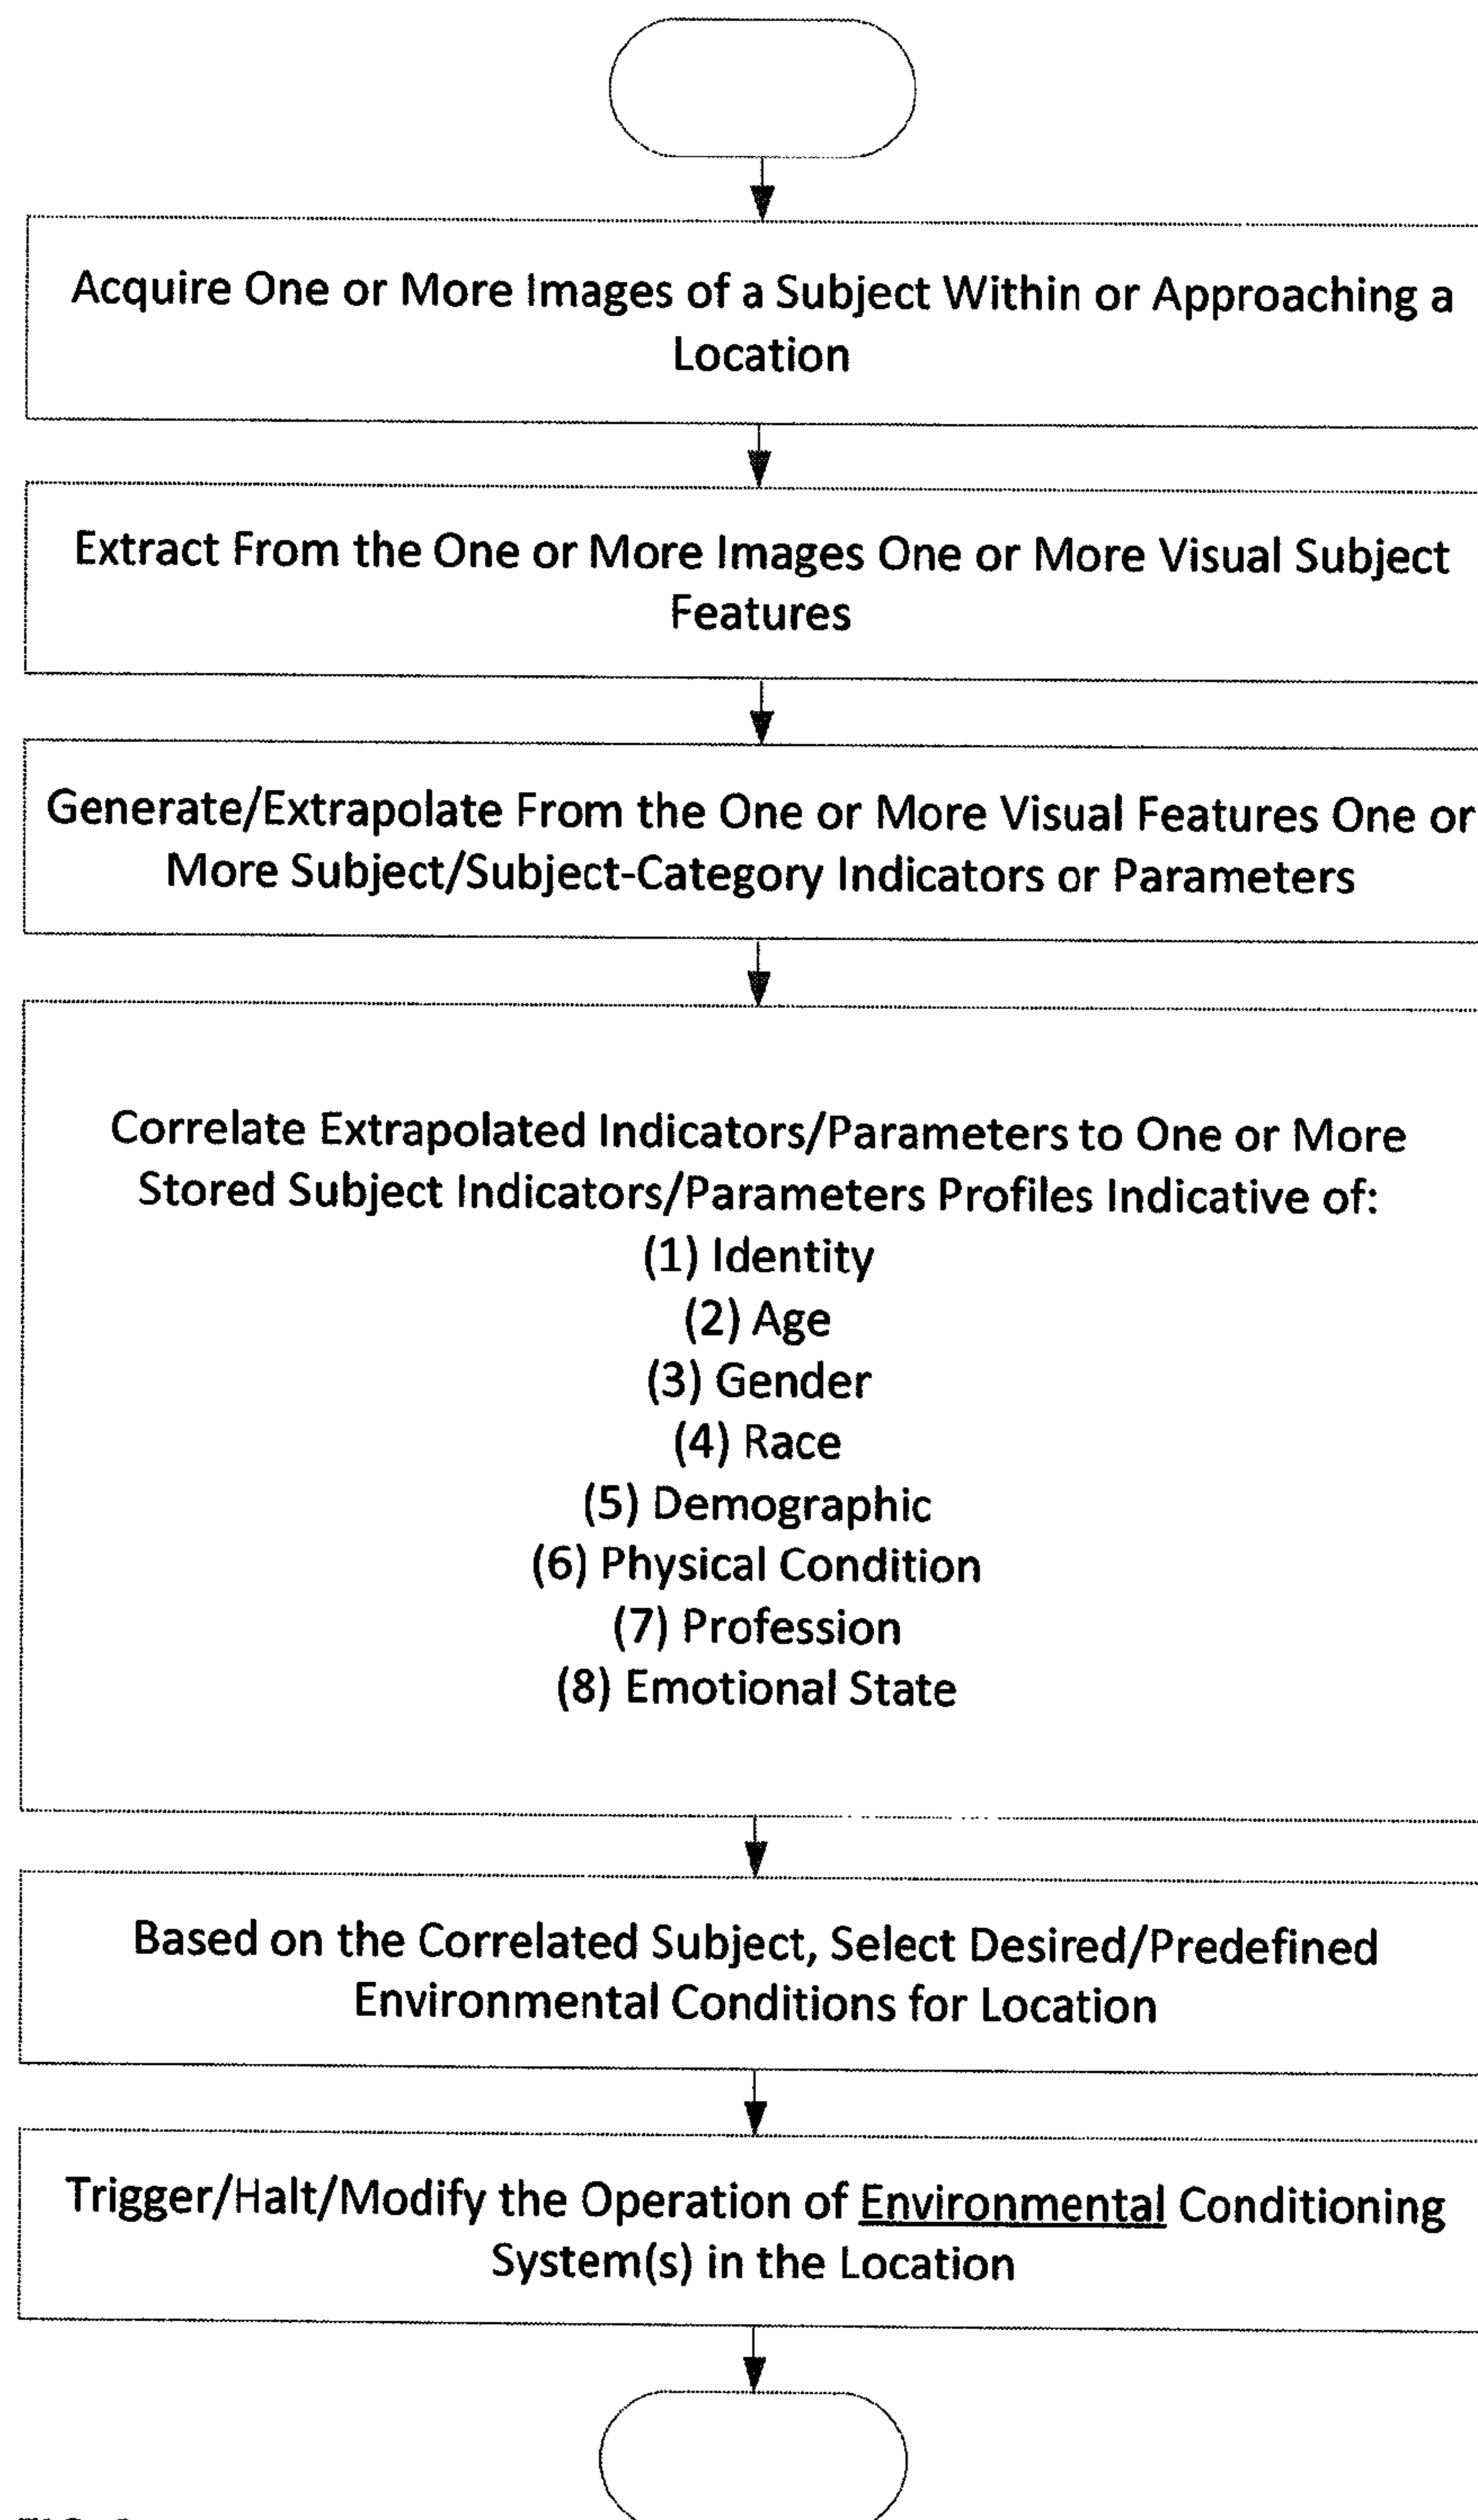 Acquire One or More Images of a Subject Within or Approaching a
Location
Extract From the One or More Images One or More Visual Subject
Features
Generate/Extrapolate From the One or More Visual Features One or
More Subject/Subject-Category Indicators or Parameters
Correlate Extrapolated Indicators/Parameters to One or More
Stored Subject Indicators/Parameters Profiles Indicative of:
(1) Identity
(2) Age
(3) Gender
(4) Race
(5) Demographic
(6) Physical Condition
(7) Profession
(8) Emotional State
Based on the Correlated Subject, Select Desired/Predefined
Environmental Conditions for Location
Trigger/Halt/Modify the Operation of Environmental Conditioning
System(s) in the Location